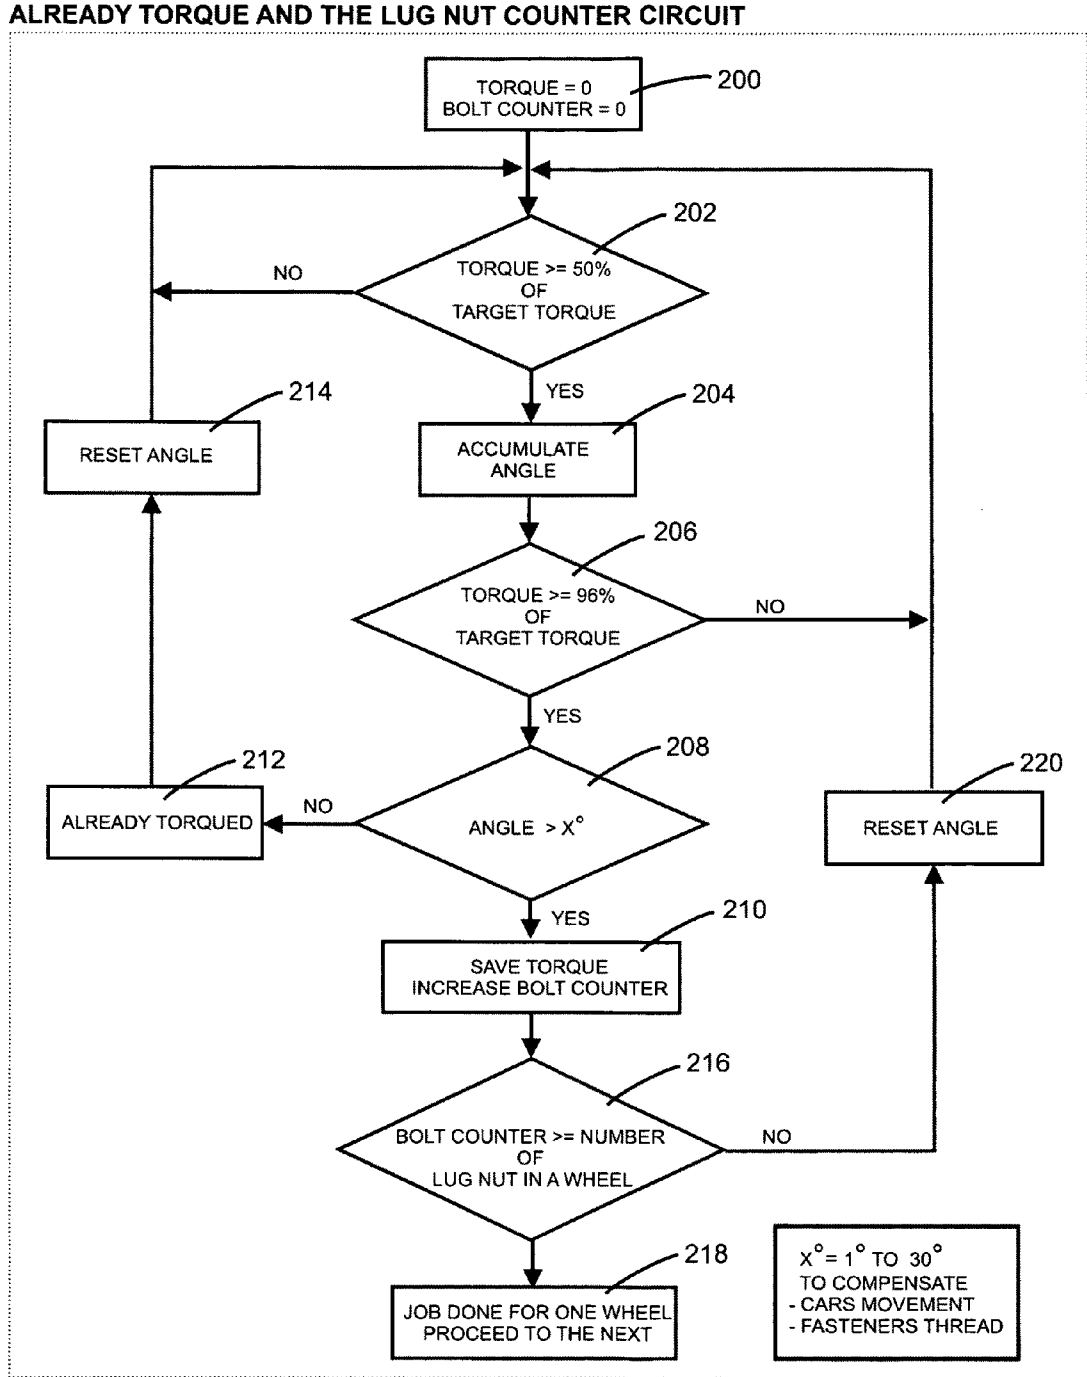 ALREADY TORQUE AND THE LUG NUT COUNTER CIRCUIT
TORQUE = 0
BOLT COUNTER = 0
200
202
TORQUE >= 50%
OF
TARGET TORQUE
NO
YES
214
RESET ANGLE
204
ACCUMULATE
ANGLE
206
TORQUE >= 96%
OF
TARGET TORQUE
NO
YES
208
ANGLE > X°
NO
212
ALREADY TORQUED
220
RESET ANGLE
YES
210
SAVE TORQUE
INCREASE BOLT COUNTER
216
BOLT COUNTER >= NUMBER
OF
LUG NUT IN A WHEEL
NO
218
JOB DONE FOR ONE WHEEL
PROCEED TO THE NEXT
X° = 1° TO 30°
TO COMPENSATE
- CARS MOVEMENT
- FASTENERS THREAD